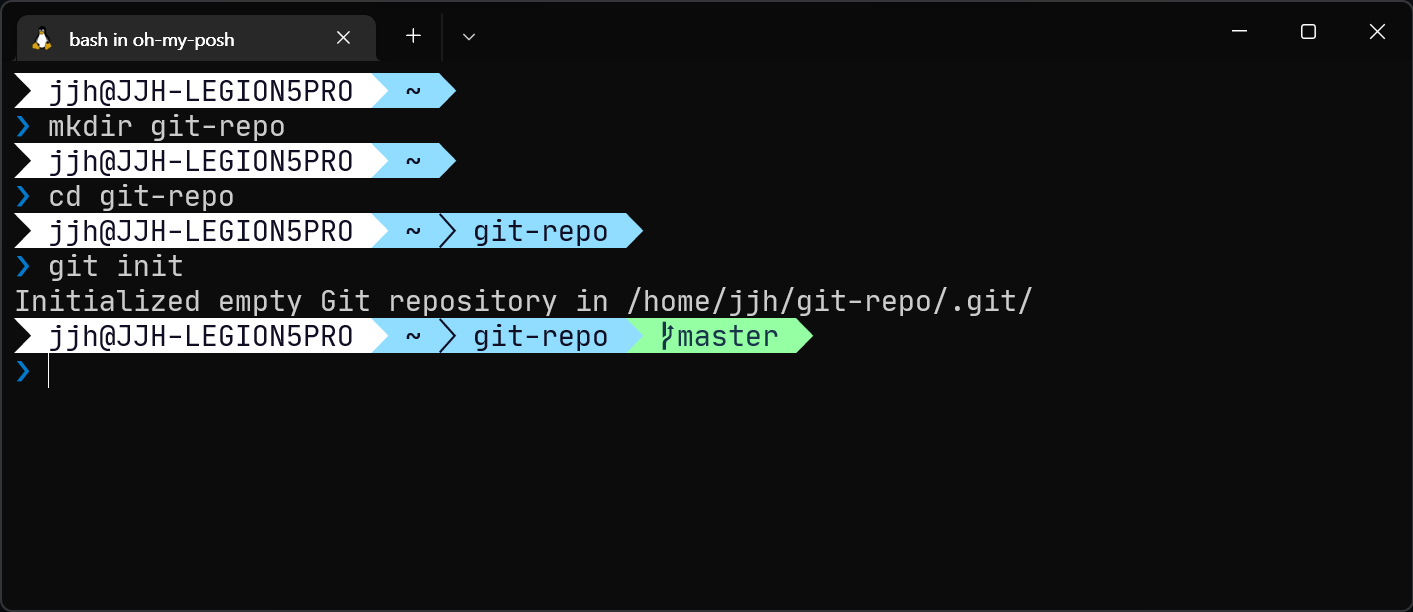 bash in oh-my-posh
jjh@JJH-LEGION5PRO ~
❯ mkdir git-repo
jjh@JJH-LEGION5PRO ~
❯ cd git-repo
jjh@JJH-LEGION5PRO ~ git-repo
❯ git init
Initialized empty Git repository in /home/jjh/git-repo/.git/
jjh@JJH-LEGION5PRO ~ git-repo master
❯